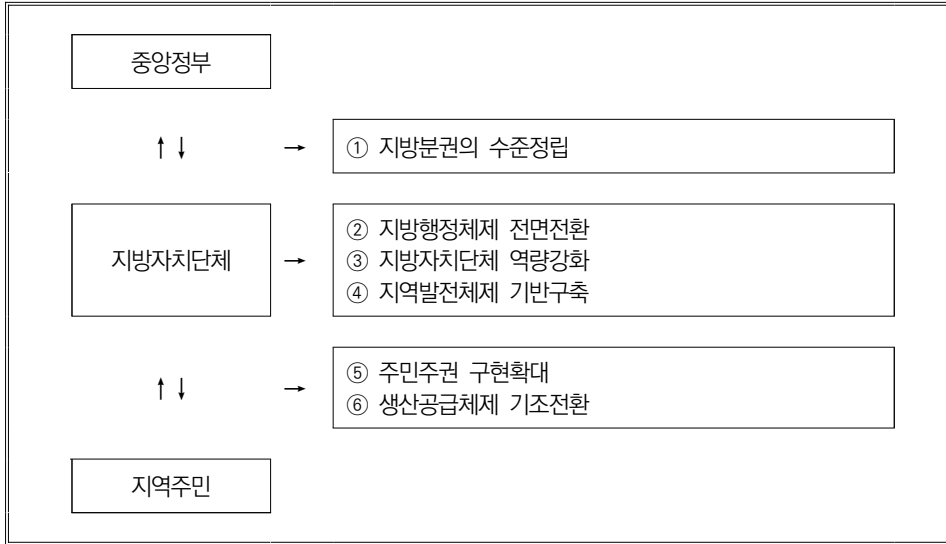 중앙정부
↑↓ → ① 지방분권의 수준정립
② 지방행정체제 전면전환
지방자치단체 → ③ 지방자치단체 역량강화
④ 지역발전체제 기반구축
↑↓ → ⑤ 주민주권 구현확대
⑥ 생산공급체제 기조전환
지역주민